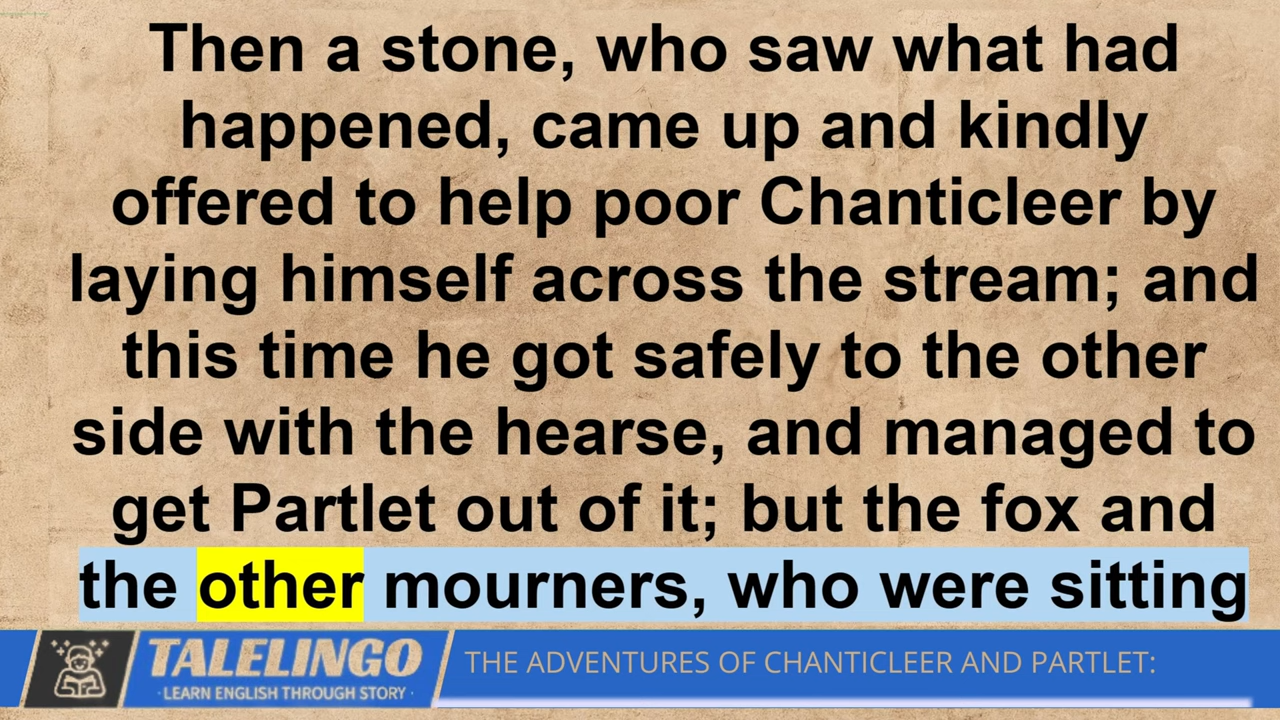 Then a stone, who saw what had
happened, came up and kindly
offered to help poor Chanticleer by
laying himself across the stream; and
this time he got safely to the other
side with the hearse, and managed to
get Partlet out of it; but the fox and
the other mourners, who were sitting
TALELINGO
· LEARN ENGLISH THROUGH STORY ·
THE ADVENTURES OF CHANTICLEER AND PARTLET: